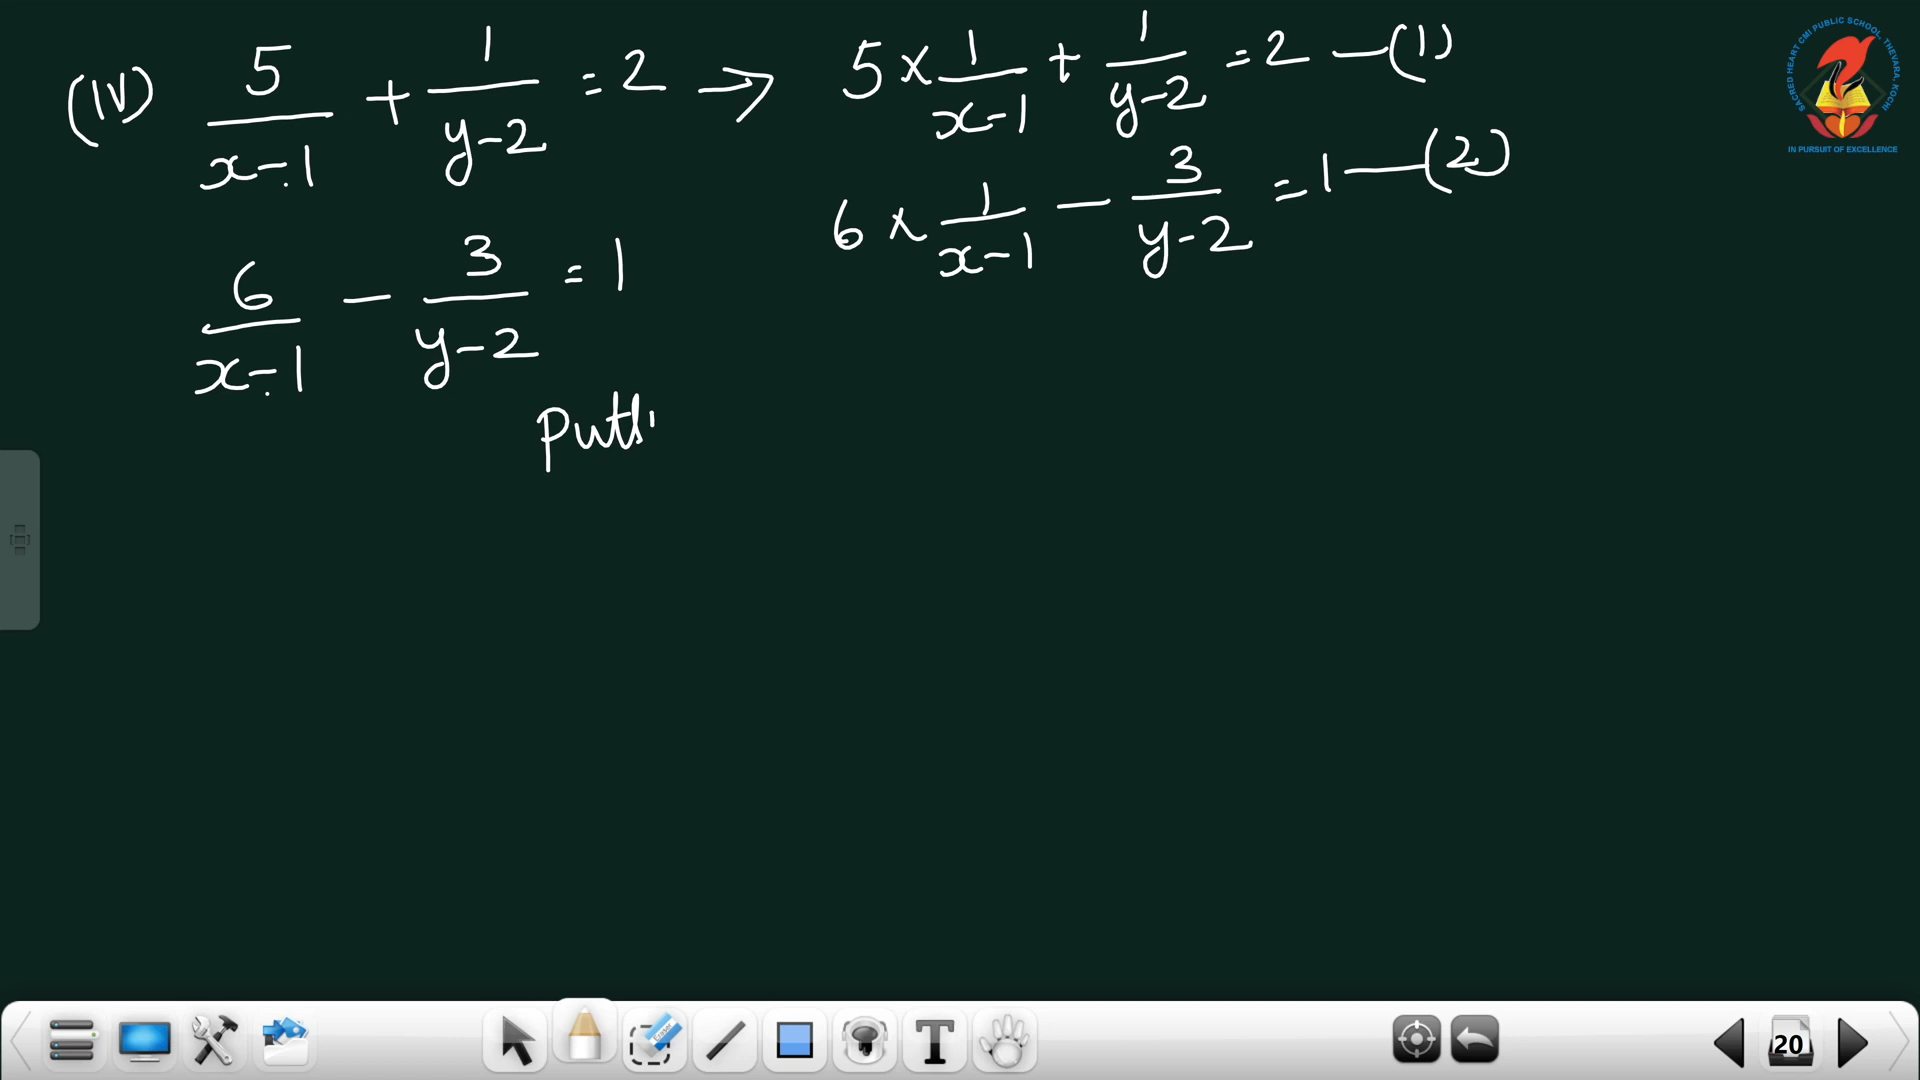 (IV) 5/(x-1) + 1/(y-2) = 2 → 5 × 1/(x-1) + 1/(y-2) = 2 —(1)
6 × 1/(x-1) — 3/(y-2) = 1 —(2)
6/(x-1) — 3/(y-2) = 1
SACRED HEART CMI PUBLIC SCHOOL, THEVARA, KOCHI
IN PURSUIT OF EXCELLENCE
eraser
T
20